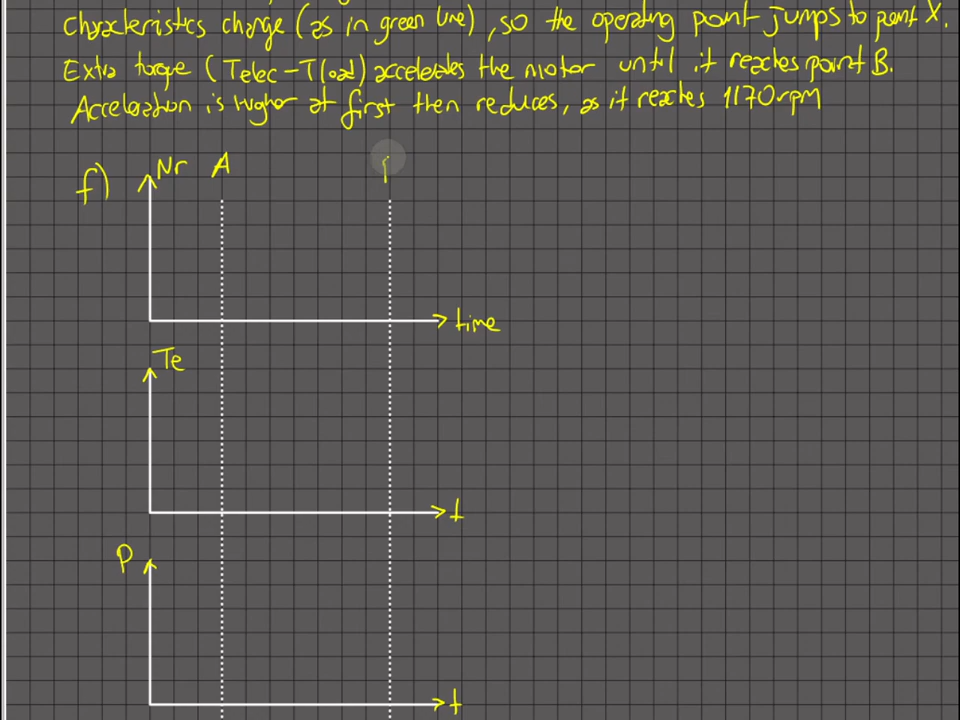 characteristics change (as in green line), so the operating point jumps to point X.
Extra torque (Telec-Tload) accelerates the motor until it reaches point B.
Acceleration is higher at first then reduces, as it reaches 1170rpm
f) Nr A
time
Te
t
P
t